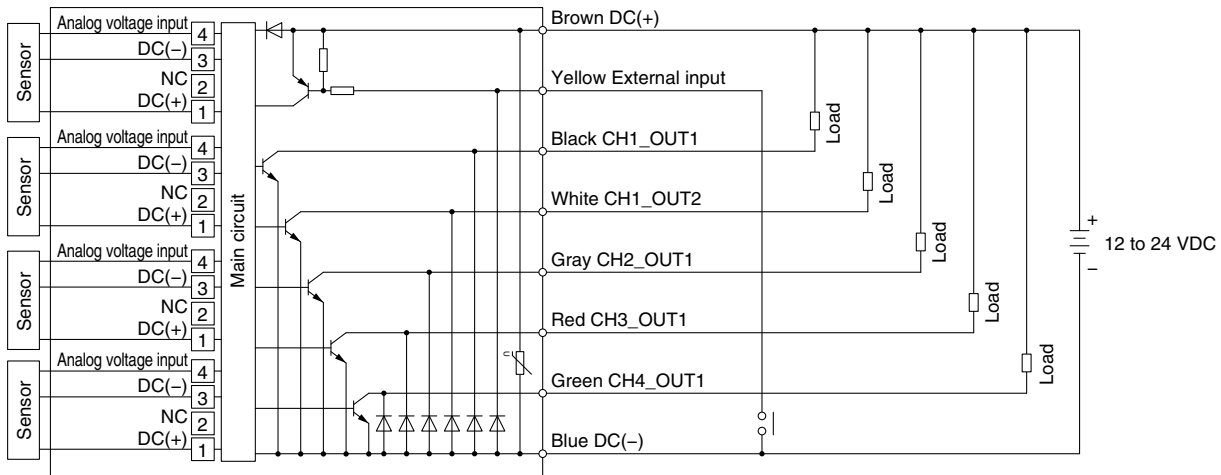 Sensor
Analog voltage input 4
DC(−) 3
NC 2
DC(+) 1
Sensor
Analog voltage input 4
DC(−) 3
NC 2
DC(+) 1
Sensor
Analog voltage input 4
DC(−) 3
NC 2
DC(+) 1
Sensor
Analog voltage input 4
DC(−) 3
NC 2
DC(+) 1
Main circuit
Brown DC(+)
Yellow External input
Black CH1_OUT1
White CH1_OUT2
Gray CH2_OUT1
Red CH3_OUT1
Green CH4_OUT1
Blue DC(−)
Load
Load
Load
Load
Load
+
12 to 24 VDC
−